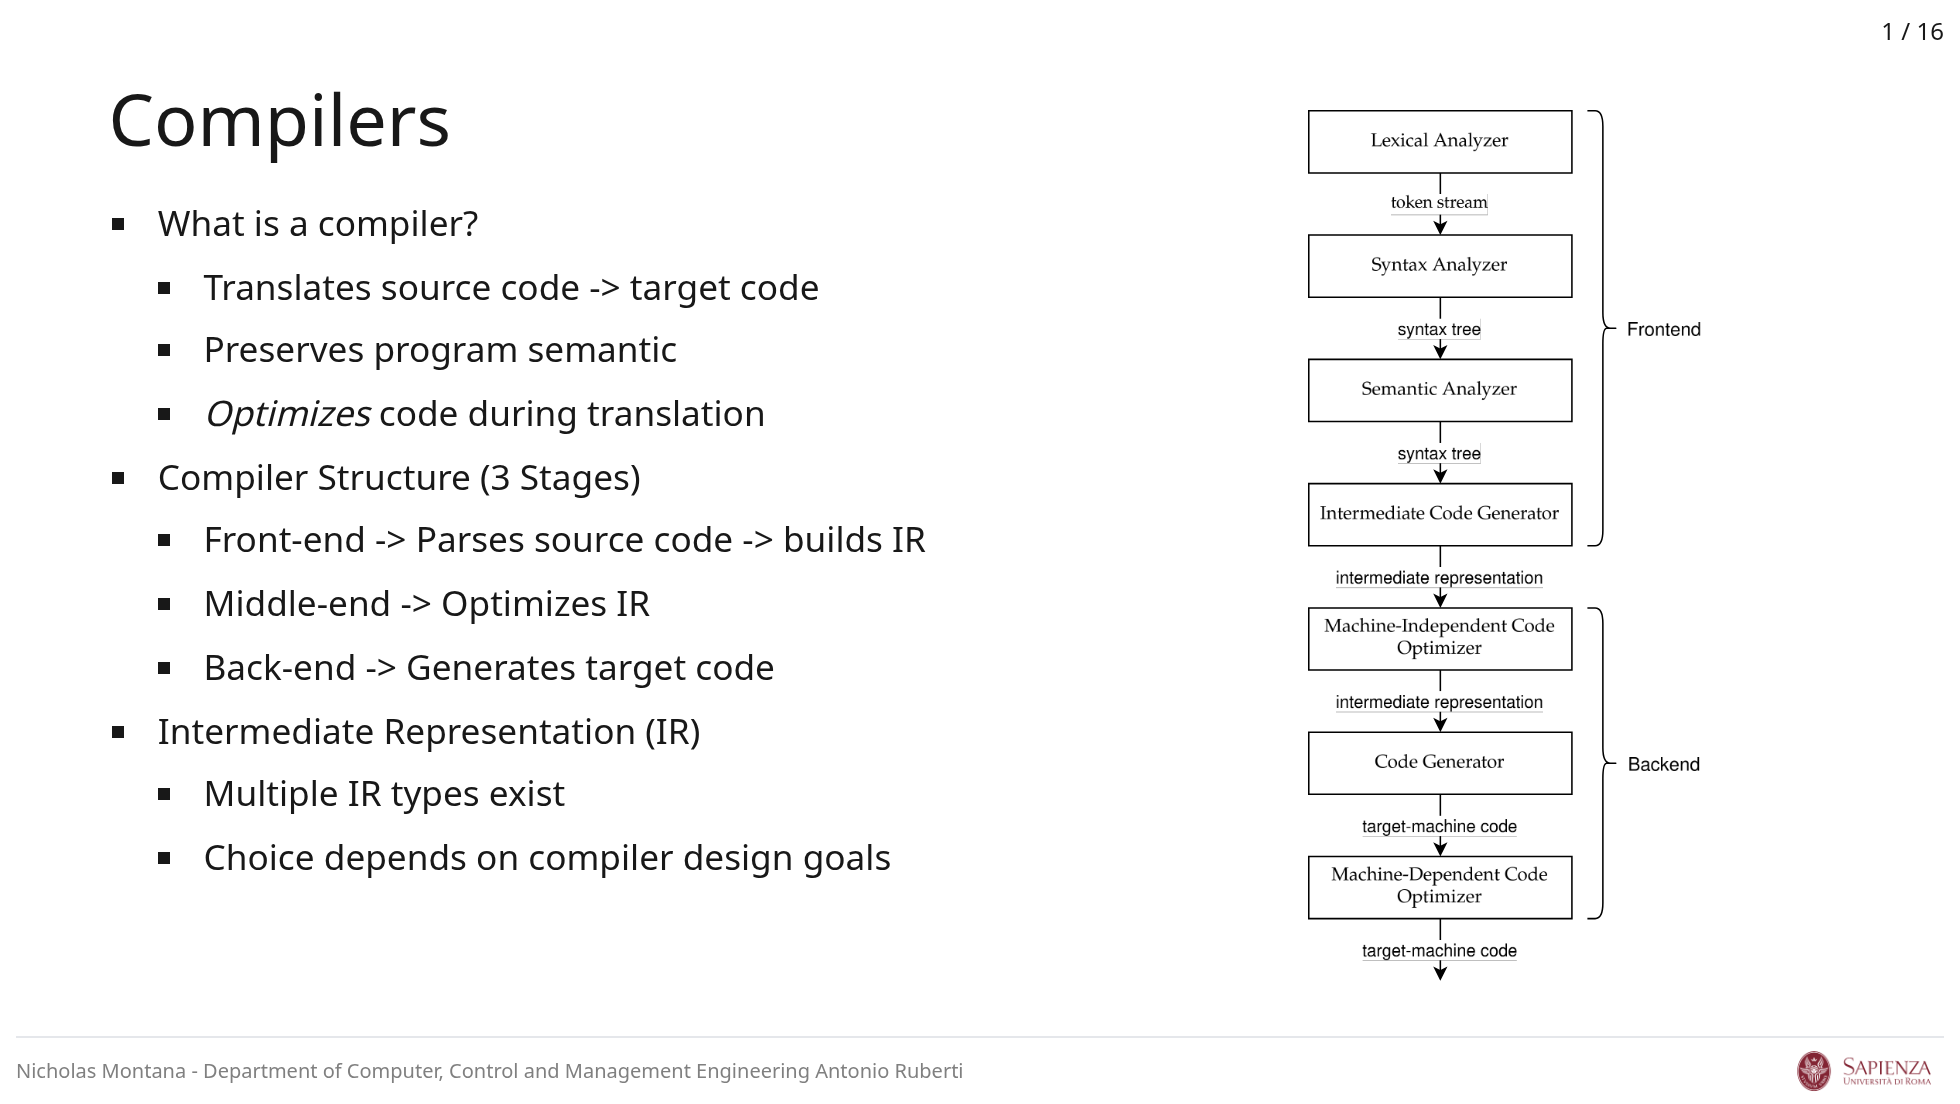 1 / 16
Compilers
What is a compiler?
Translates source code -> target code
Preserves program semantic
Optimizes code during translation
Compiler Structure (3 Stages)
Front-end -> Parses source code -> builds IR
Middle-end -> Optimizes IR
Back-end -> Generates target code
Intermediate Representation (IR)
Multiple IR types exist
Choice depends on compiler design goals
Lexical Analyzer
token stream
Syntax Analyzer
syntax tree
Semantic Analyzer
syntax tree
Intermediate Code Generator
Frontend
intermediate representation
Machine-Independent Code
Optimizer
intermediate representation
Code Generator
target-machine code
Machine-Dependent Code
Optimizer
Backend
target-machine code
Nicholas Montana - Department of Computer, Control and Management Engineering Antonio Ruberti
SAPIENZA
UNIVERSITÀ DI ROMA